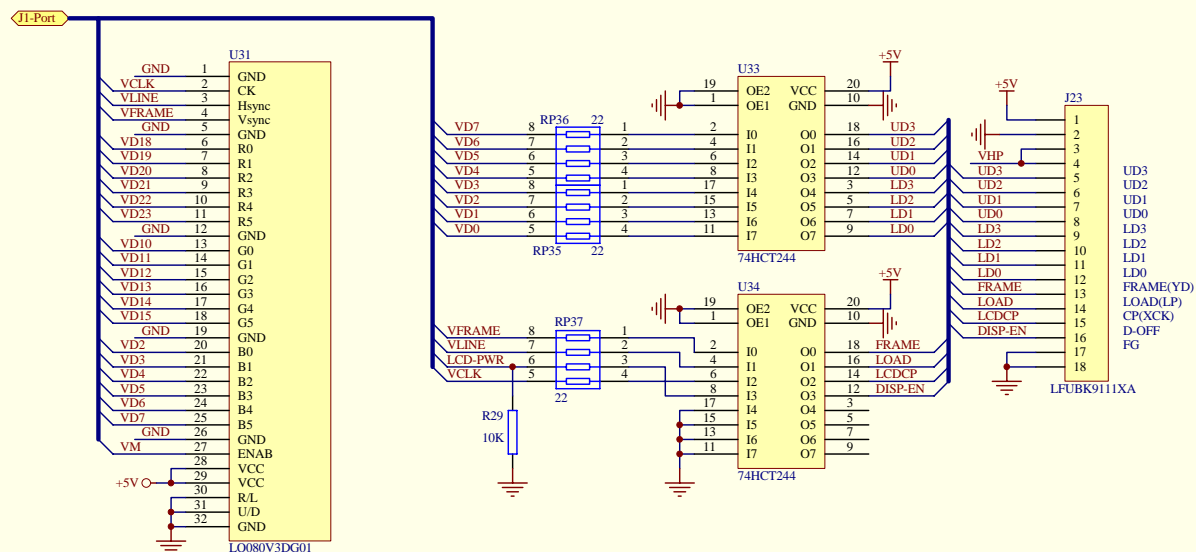 J1-Port
U31
GND 1 GND
VCLK 2 CK
VLINE 3 Hsync
VFRAME 4 Vsync
GND 5 GND
VD18 6 R0
VD19 7 R1
VD20 8 R2
VD21 9 R3
VD22 10 R4
VD23 11 R5
GND 12 GND
VD10 13 G0
VD11 14 G1
VD12 15 G2
VD13 16 G3
VD14 17 G4
VD15 18 G5
GND 19 GND
VD2 20 B0
VD3 21 B1
VD4 22 B2
VD5 23 B3
VD6 24 B4
VD7 25 B5
GND 26 GND
VM 27 ENAB
28 VCC
+5V 29 VCC
30 R/L
31 U/D
32 GND
LQ080V3DG01
RP36 22
VD7 8 1
VD6 7 2
VD5 6 3
VD4 5 4
VD3 8 1
VD2 7 2
VD1 6 3
VD0 5 4
RP35 22
U33
+5V
19 OE2 VCC 20
1 OE1 GND 10
2 I0 O0 18 UD3
4 I1 O1 16 UD2
6 I2 O2 14 UD1
8 I3 O3 12 UD0
17 I4 O4 3 LD3
15 I5 O5 5 LD2
13 I6 O6 7 LD1
11 I7 O7 9 LD0
74HCT244
RP37
VFRAME 8 1
VLINE 7 2
LCD-PWR 6 3
VCLK 5 4
22
R29
10K
U34
+5V
19 OE2 VCC 20
1 OE1 GND 10
2 I0 O0 18 FRAME
4 I1 O1 16 LOAD
6 I2 O2 14 LCDCP
8 I3 O3 12 DISP-EN
17 I4 O4 3
15 I5 O5 5
13 I6 O6 7
11 I7 O7 9
74HCT244
+5V
J23
1
2
3
VHP 4
UD3 5 UD3
UD2 6 UD2
UD1 7 UD1
UD0 8 UD0
LD3 9 LD3
LD2 10 LD2
LD1 11 LD1
LD0 12 LD0
FRAME 13 FRAME(YD)
LOAD 14 LOAD(LP)
LCDCP 15 CP(XCK)
DISP-EN 16 D-OFF
17 FG
18
LFUBK9111XA